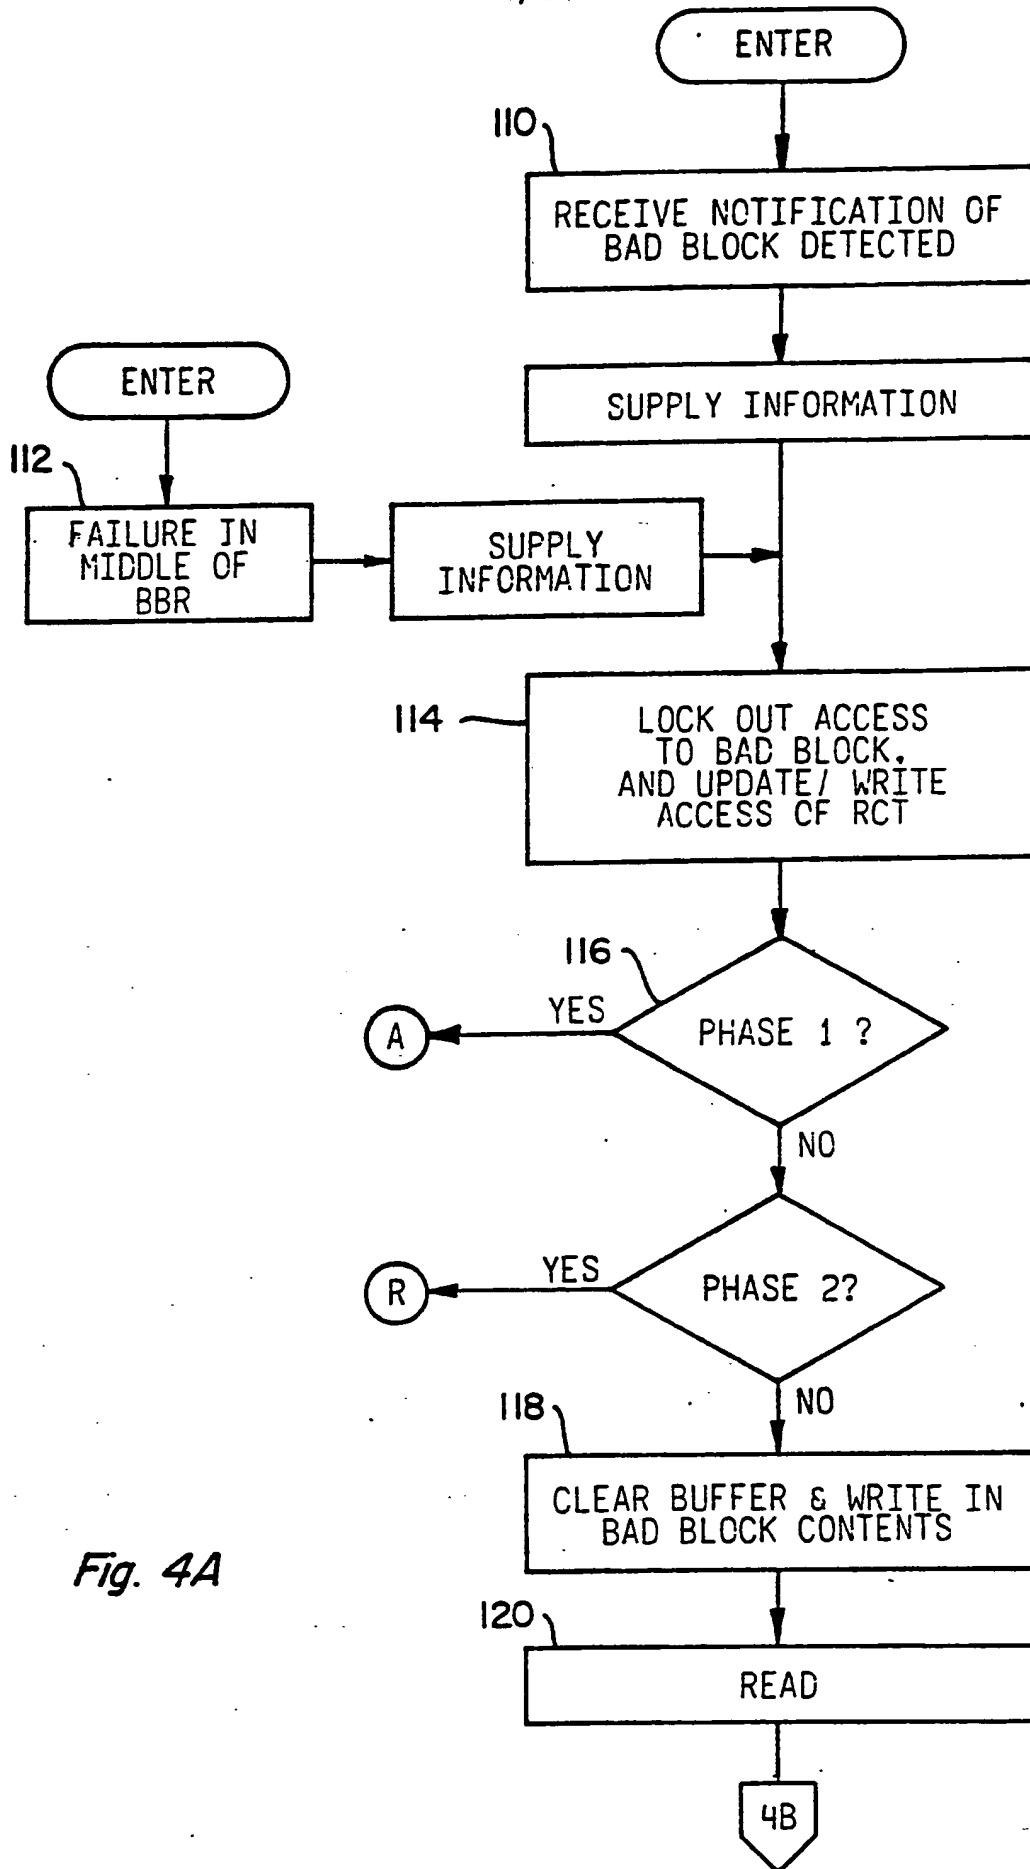 ENTER
110
RECEIVE NOTIFICATION OF
BAD BLOCK DETECTED
ENTER
SUPPLY INFORMATION
112
FAILURE IN
MIDDLE OF
BBR
SUPPLY
INFORMATION
114
LOCK OUT ACCESS
TO BAD BLOCK.
AND UPDATE/ WRITE
ACCESS OF RCT
116
YES
A
PHASE 1 ?
NO
YES
R
PHASE 2?
NO
118
CLEAR BUFFER & WRITE IN
BAD BLOCK CONTENTS
Fig. 4A
120
READ
4B